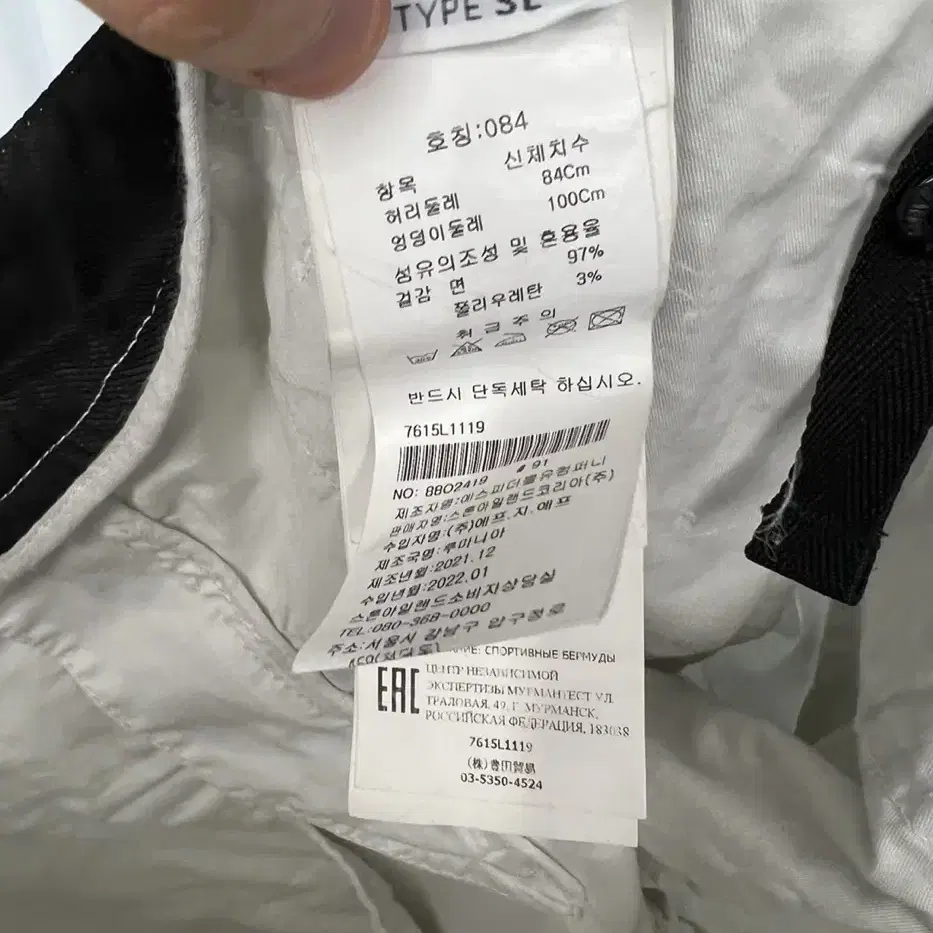 TYPE SL
호칭:084
항목 신체치수
허리둘레 84Cm
엉덩이둘레 100Cm
섬유의조성 및 혼용율
겉감 면 97%
폴리우레탄 3%
취급주의
반드시 단독세탁 하십시오.
7615L1119
# 91
NO: 8BO2419
제조자명:에스피더블유컴퍼니
판매자명:스톤아일랜드코리아(주)
수입자명:(주)에프.지.에프
제조국명:루마니아
제조년월:2021.12
수입년월:2022.01
스톤아일랜드소비자상담실
TEL:080-368-0000
주소:서울시 강남구 압구정로
СПОРТИВНЫЕ БЕРМУДЫ
EAC
ЦЕНТР НЕЗАВИСИМОЙ
ЭКСПЕРТИЗЫ МУРМАНТЕСТ УЛ.
ТРАЛОВАЯ, 49, Г. МУРМАНСК,
РОССИЙСКАЯ ФЕДЕРАЦИЯ, 183038
7615L1119
(株)豊田貿易
03-5350-4524